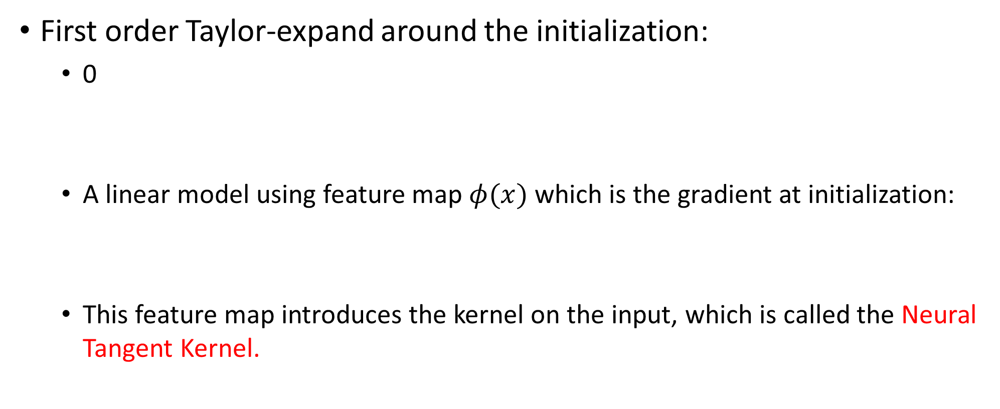 • First order Taylor-expand around the initialization:
• 0
• A linear model using feature map 𝜙(𝑥) which is the gradient at initialization:
• This feature map introduces the kernel on the input, which is called the Neural
Tangent Kernel.